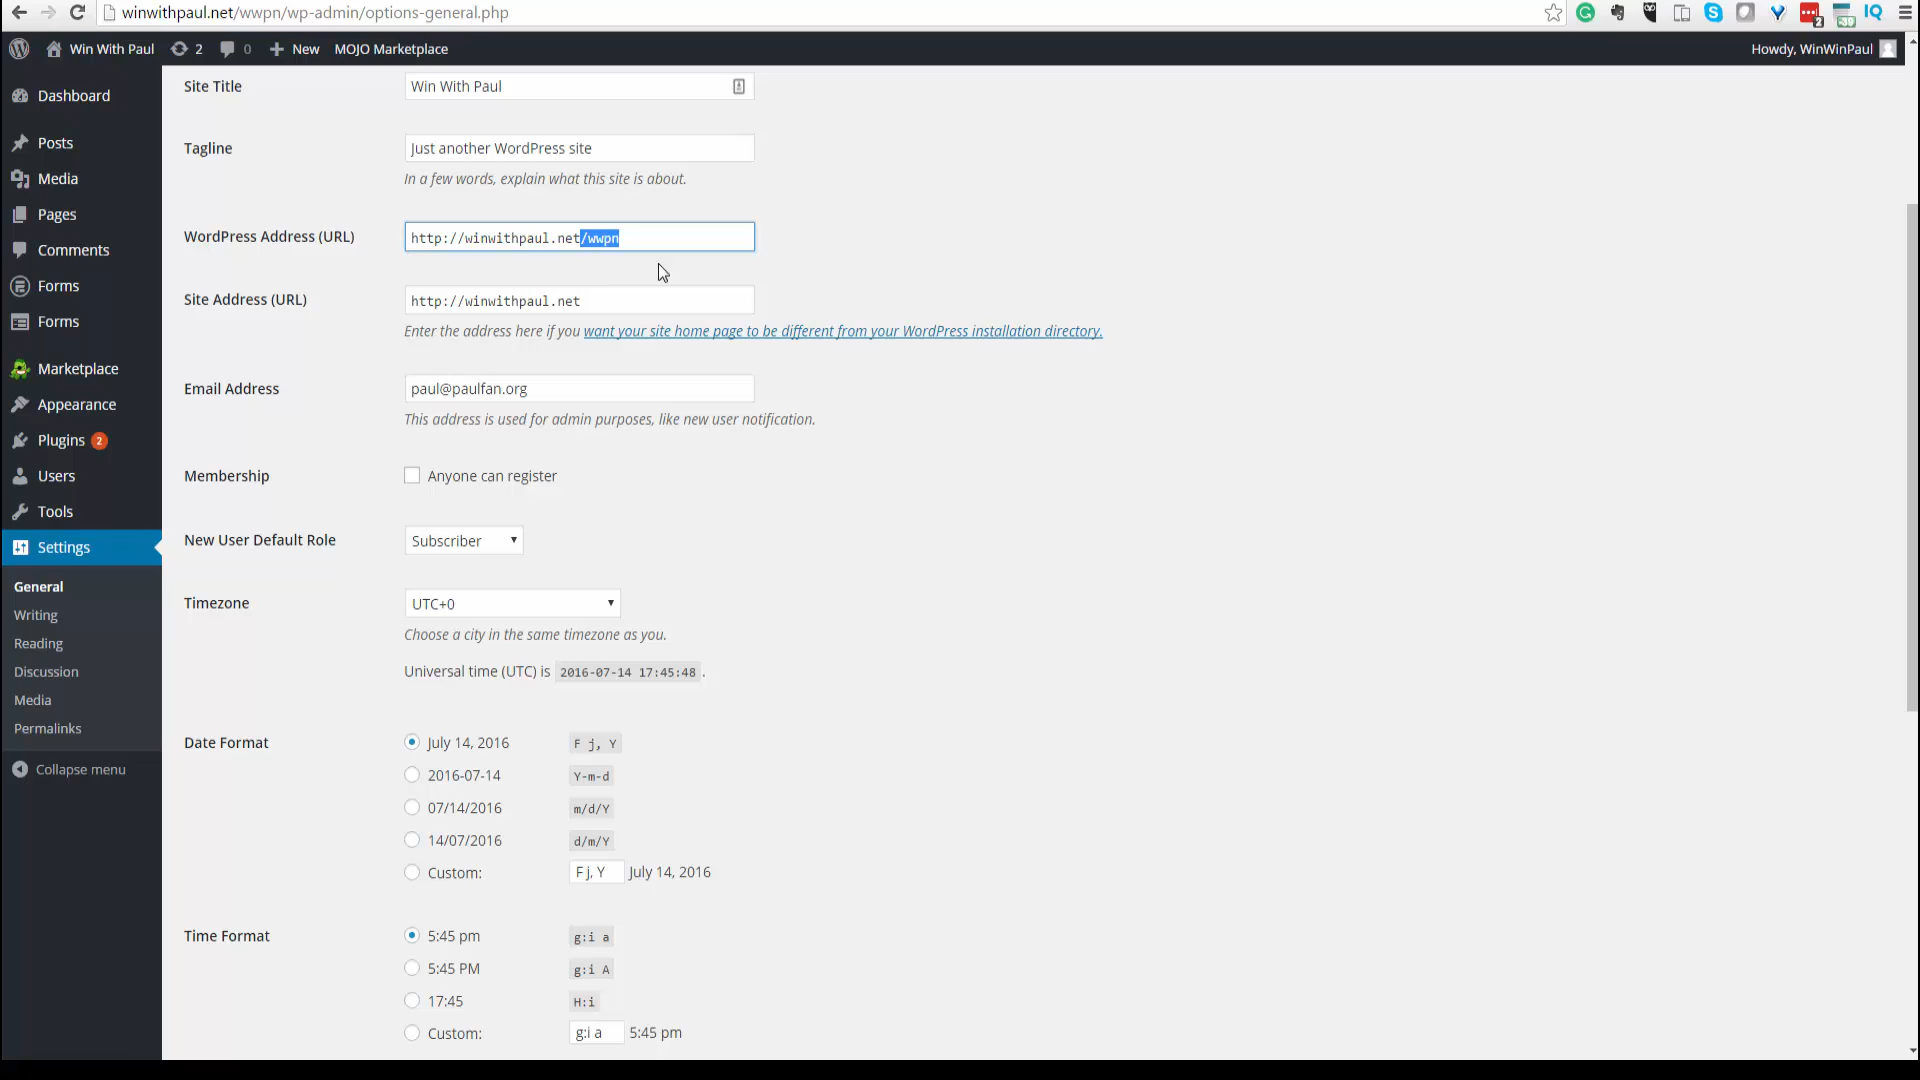 winwithpaul.net/wwpn/wp-admin/options-general.php
2
-39
IQ
Win With Paul 2 0 New MOJO Marketplace
Howdy, WinWinPaul
Dashboard
Posts
Media
Pages
Comments
Forms
Forms
Marketplace
Appearance
Plugins 2
Users
Tools
Settings
General
Writing
Reading
Discussion
Media
Permalinks
Collapse menu
Site Title Win With Paul
Tagline Just another WordPress site
In a few words, explain what this site is about.
WordPress Address (URL) http://winwithpaul.net/wwpn
Site Address (URL) http://winwithpaul.net
Enter the address here if you want your site home page to be different from your WordPress installation directory.
Email Address paul@paulfan.org
This address is used for admin purposes, like new user notification.
Membership Anyone can register
New User Default Role Subscriber
Timezone UTC+0
Choose a city in the same timezone as you.
Universal time (UTC) is 2016-07-14 17:45:48 .
Date Format July 14, 2016 F j, Y
2016-07-14 Y-m-d
07/14/2016 m/d/Y
14/07/2016 d/m/Y
Custom: F j, Y July 14, 2016
Time Format 5:45 pm g:i a
5:45 PM g:i A
17:45 H:i
Custom: g:i a 5:45 pm